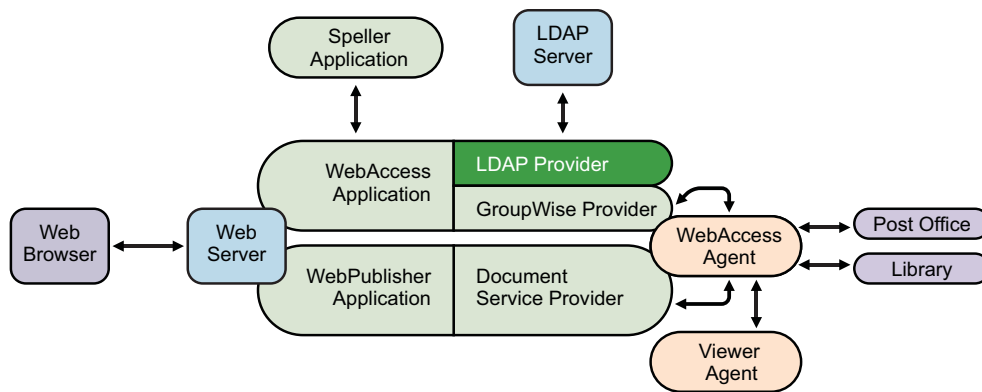 Speller
Application
LDAP
Server
WebAccess
Application
LDAP Provider
GroupWise Provider
Web
Browser
Web
Server
WebAccess
Agent
Post Office
Library
WebPublisher
Application
Document
Service Provider
Viewer
Agent